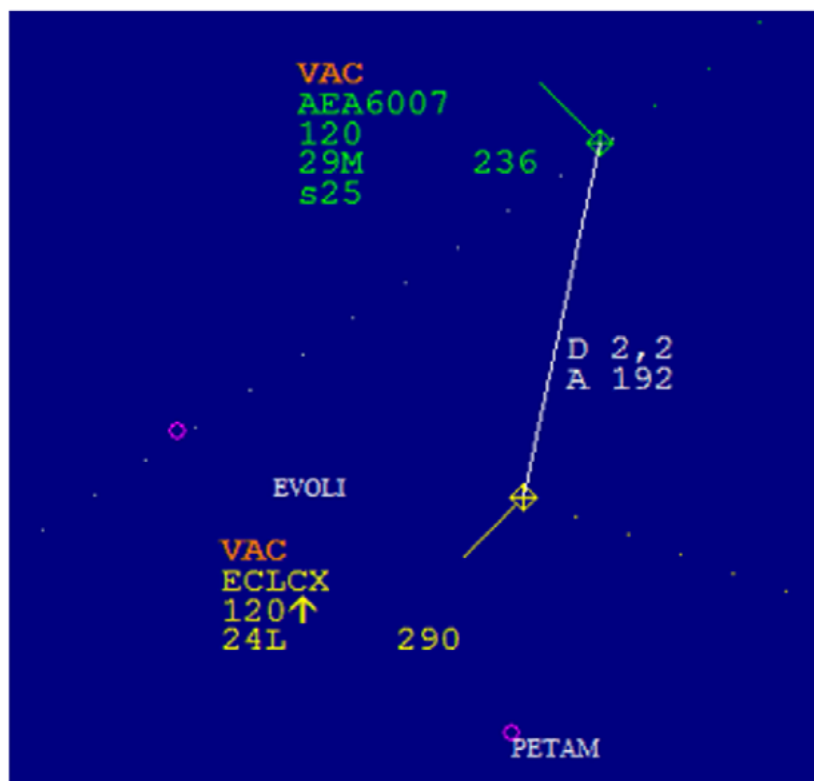 VAC
AEA6007
120
29M 236
s25
D 2,2
A 192
EVOLI
VAC
ECLCX
120↑
24L 290
PETAM